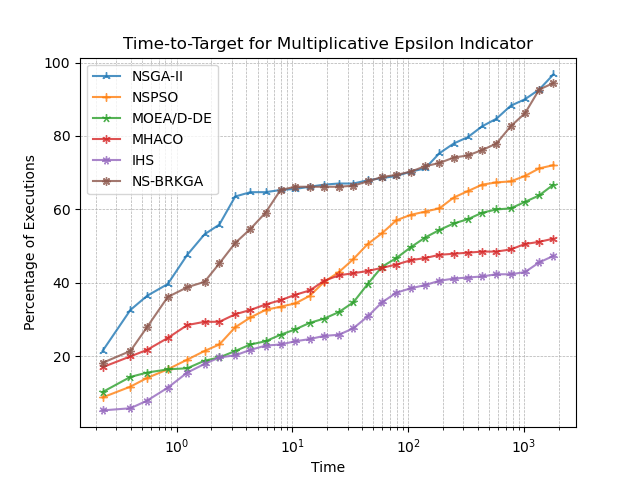 Time-to-Target for Multiplicative Epsilon Indicator
100
80
60
40
20
Percentage of Executions
NSGA-II
NSPSO
MOEA/D-DE
MHACO
IHS
NS-BRKGA
10⁰ 10¹ 10² 10³
Time